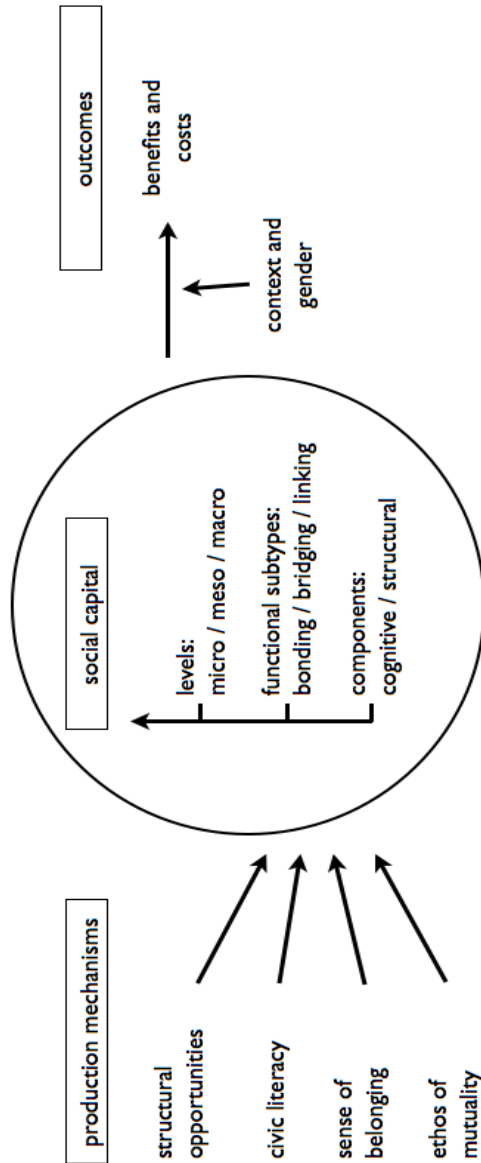 production mechanisms
structural
opportunities
civic literacy
sense of
belonging
ethos of
mutuality
social capital
levels:
micro / meso / macro
functional subtypes:
bonding / bridging / linking
components:
cognitive / structural
outcomes
benefits and
costs
context and
gender